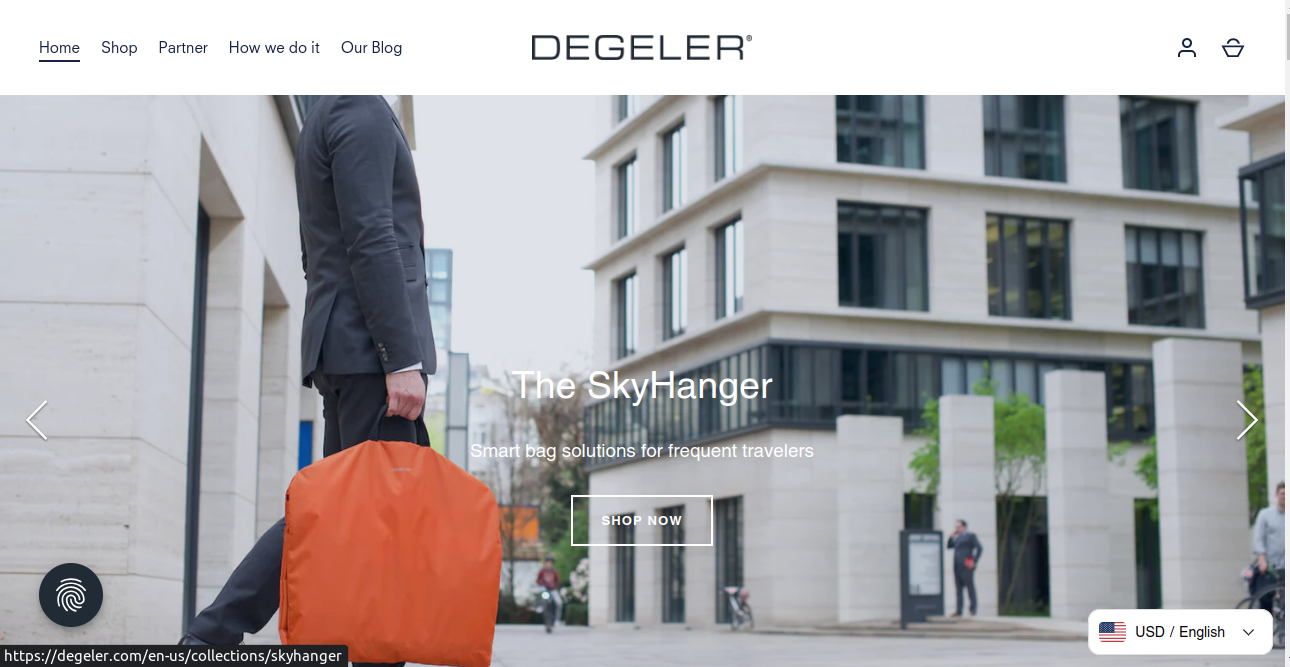 Home Shop Partner How we do it Our Blog
DEGELER®
The SkyHanger
Smart bag solutions for frequent travelers
SHOP NOW
USD / English
https://degeler.com/en-us/collections/skyhanger